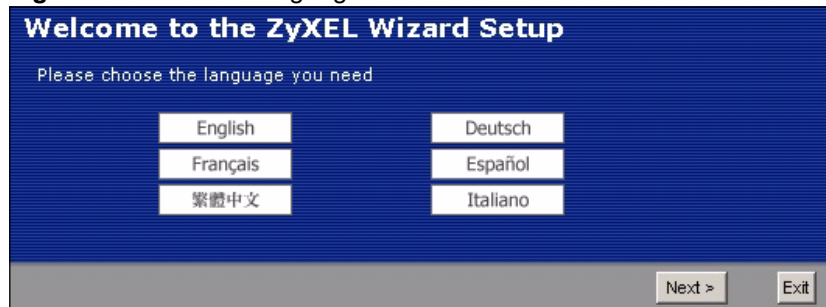 Welcome to the ZyXEL Wizard Setup
Please choose the language you need
English
Deutsch
Français
Español
繁體中文
Italiano
Next >
Exit